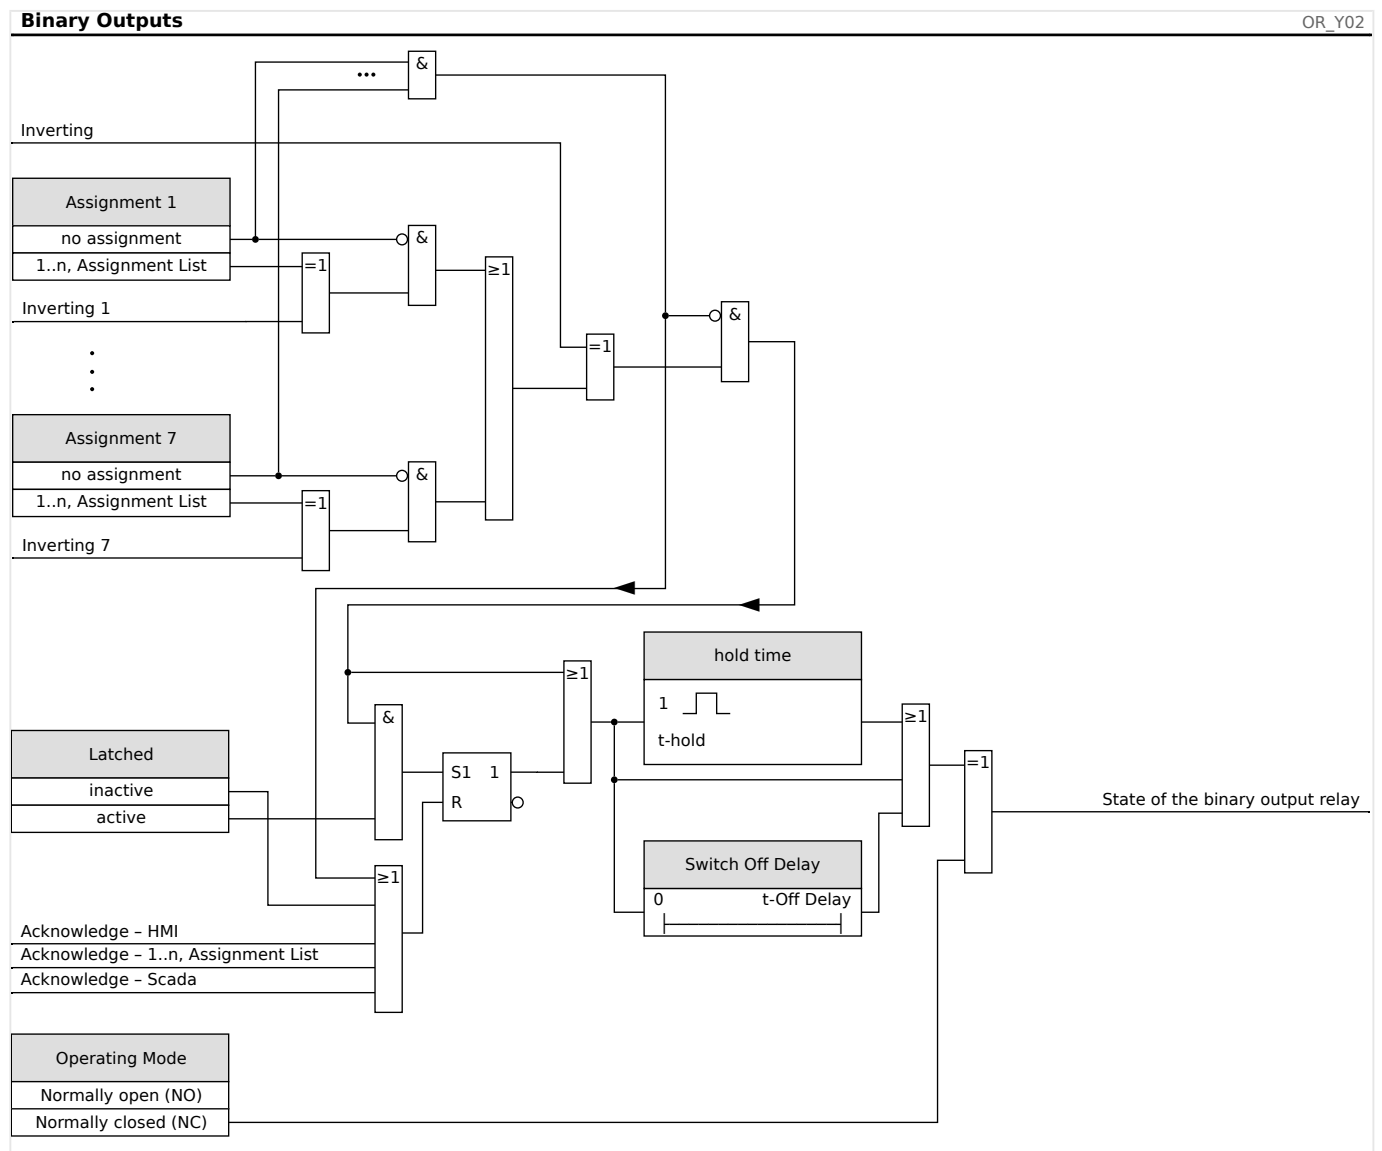 Binary Outputs
OR_Y02
&
Inverting
Assignment 1
no assignment
&
1..n, Assignment List
=1
≥1
Inverting 1
&
=1
Assignment 7
no assignment
&
1..n, Assignment List
=1
Inverting 7
hold time
≥1
1
t-hold
≥1
&
Latched
inactive
active
S1 1
R
=1
State of the binary output relay
Switch Off Delay
0 t-Off Delay
≥1
Acknowledge – HMI
Acknowledge – 1..n, Assignment List
Acknowledge – Scada
Operating Mode
Normally open (NO)
Normally closed (NC)